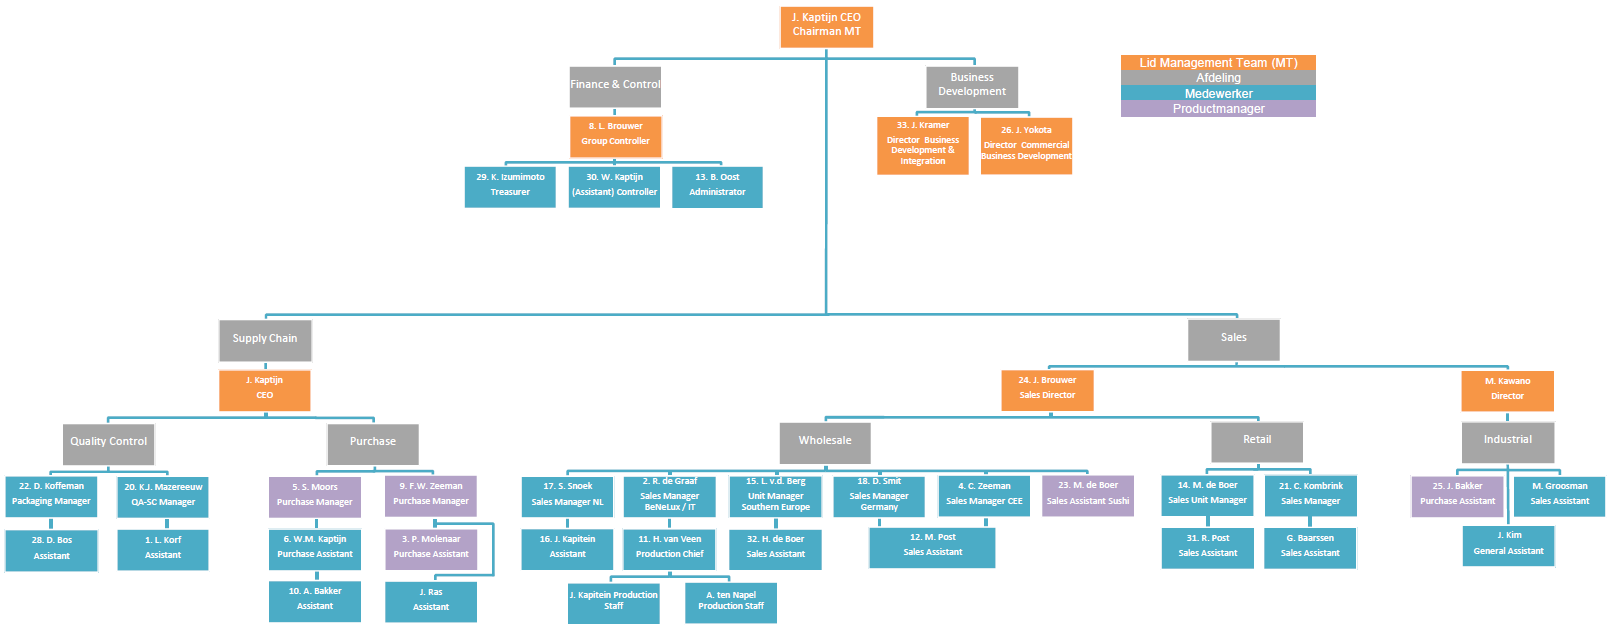 J. Kaptijn CEO
Chairman MT
Lid Management Team (MT)
Afdeling
Medewerker
Productmanager
Finance & Control
Business
Development
8. L. Brouwer
Group Controller
33. J. Kramer
Director Business
Development &
Integration
26. J. Yokota
Director Commercial
Business Development
29. K. Izumimoto
Treasurer
30. W. Kaptijn
(Assistant) Controller
13. B. Oost
Administrator
Supply Chain
Sales
J. Kaptijn
CEO
24. J. Brouwer
Sales Director
M. Kawano
Director
Quality Control
Purchase
Wholesale
Retail
Industrial
22. D. Koffeman
Packaging Manager
20. K.J. Mazereeuw
QA-SC Manager
5. S. Moors
Purchase Manager
9. F.W. Zeeman
Purchase Manager
17. S. Snoek
Sales Manager NL
2. R. de Graaf
Sales Manager
BeNeLux / IT
15. L. v.d. Berg
Unit Manager
Southern Europe
18. D. Smit
Sales Manager
Germany
4. C. Zeeman
Sales Manager CEE
23. M. de Boer
Sales Assistant Sushi
14. M. de Boer
Sales Unit Manager
21. C. Kombrink
Sales Manager
25. J. Bakker
Purchase Assistant
M. Groosman
Sales Assistant
28. D. Bos
Assistant
1. L. Korf
Assistant
6. W.M. Kaptijn
Purchase Assistant
3. P. Molenaar
Purchase Assistant
16. J. Kapitein
Assistant
11. H. van Veen
Production Chief
32. H. de Boer
Sales Assistant
12. M. Post
Sales Assistant
31. R. Post
Sales Assistant
G. Baarssen
Sales Assistant
J. Kim
General Assistant
10. A. Bakker
Assistant
J. Ras
Assistant
J. Kapitein Production
Staff
A. ten Napel
Production Staff